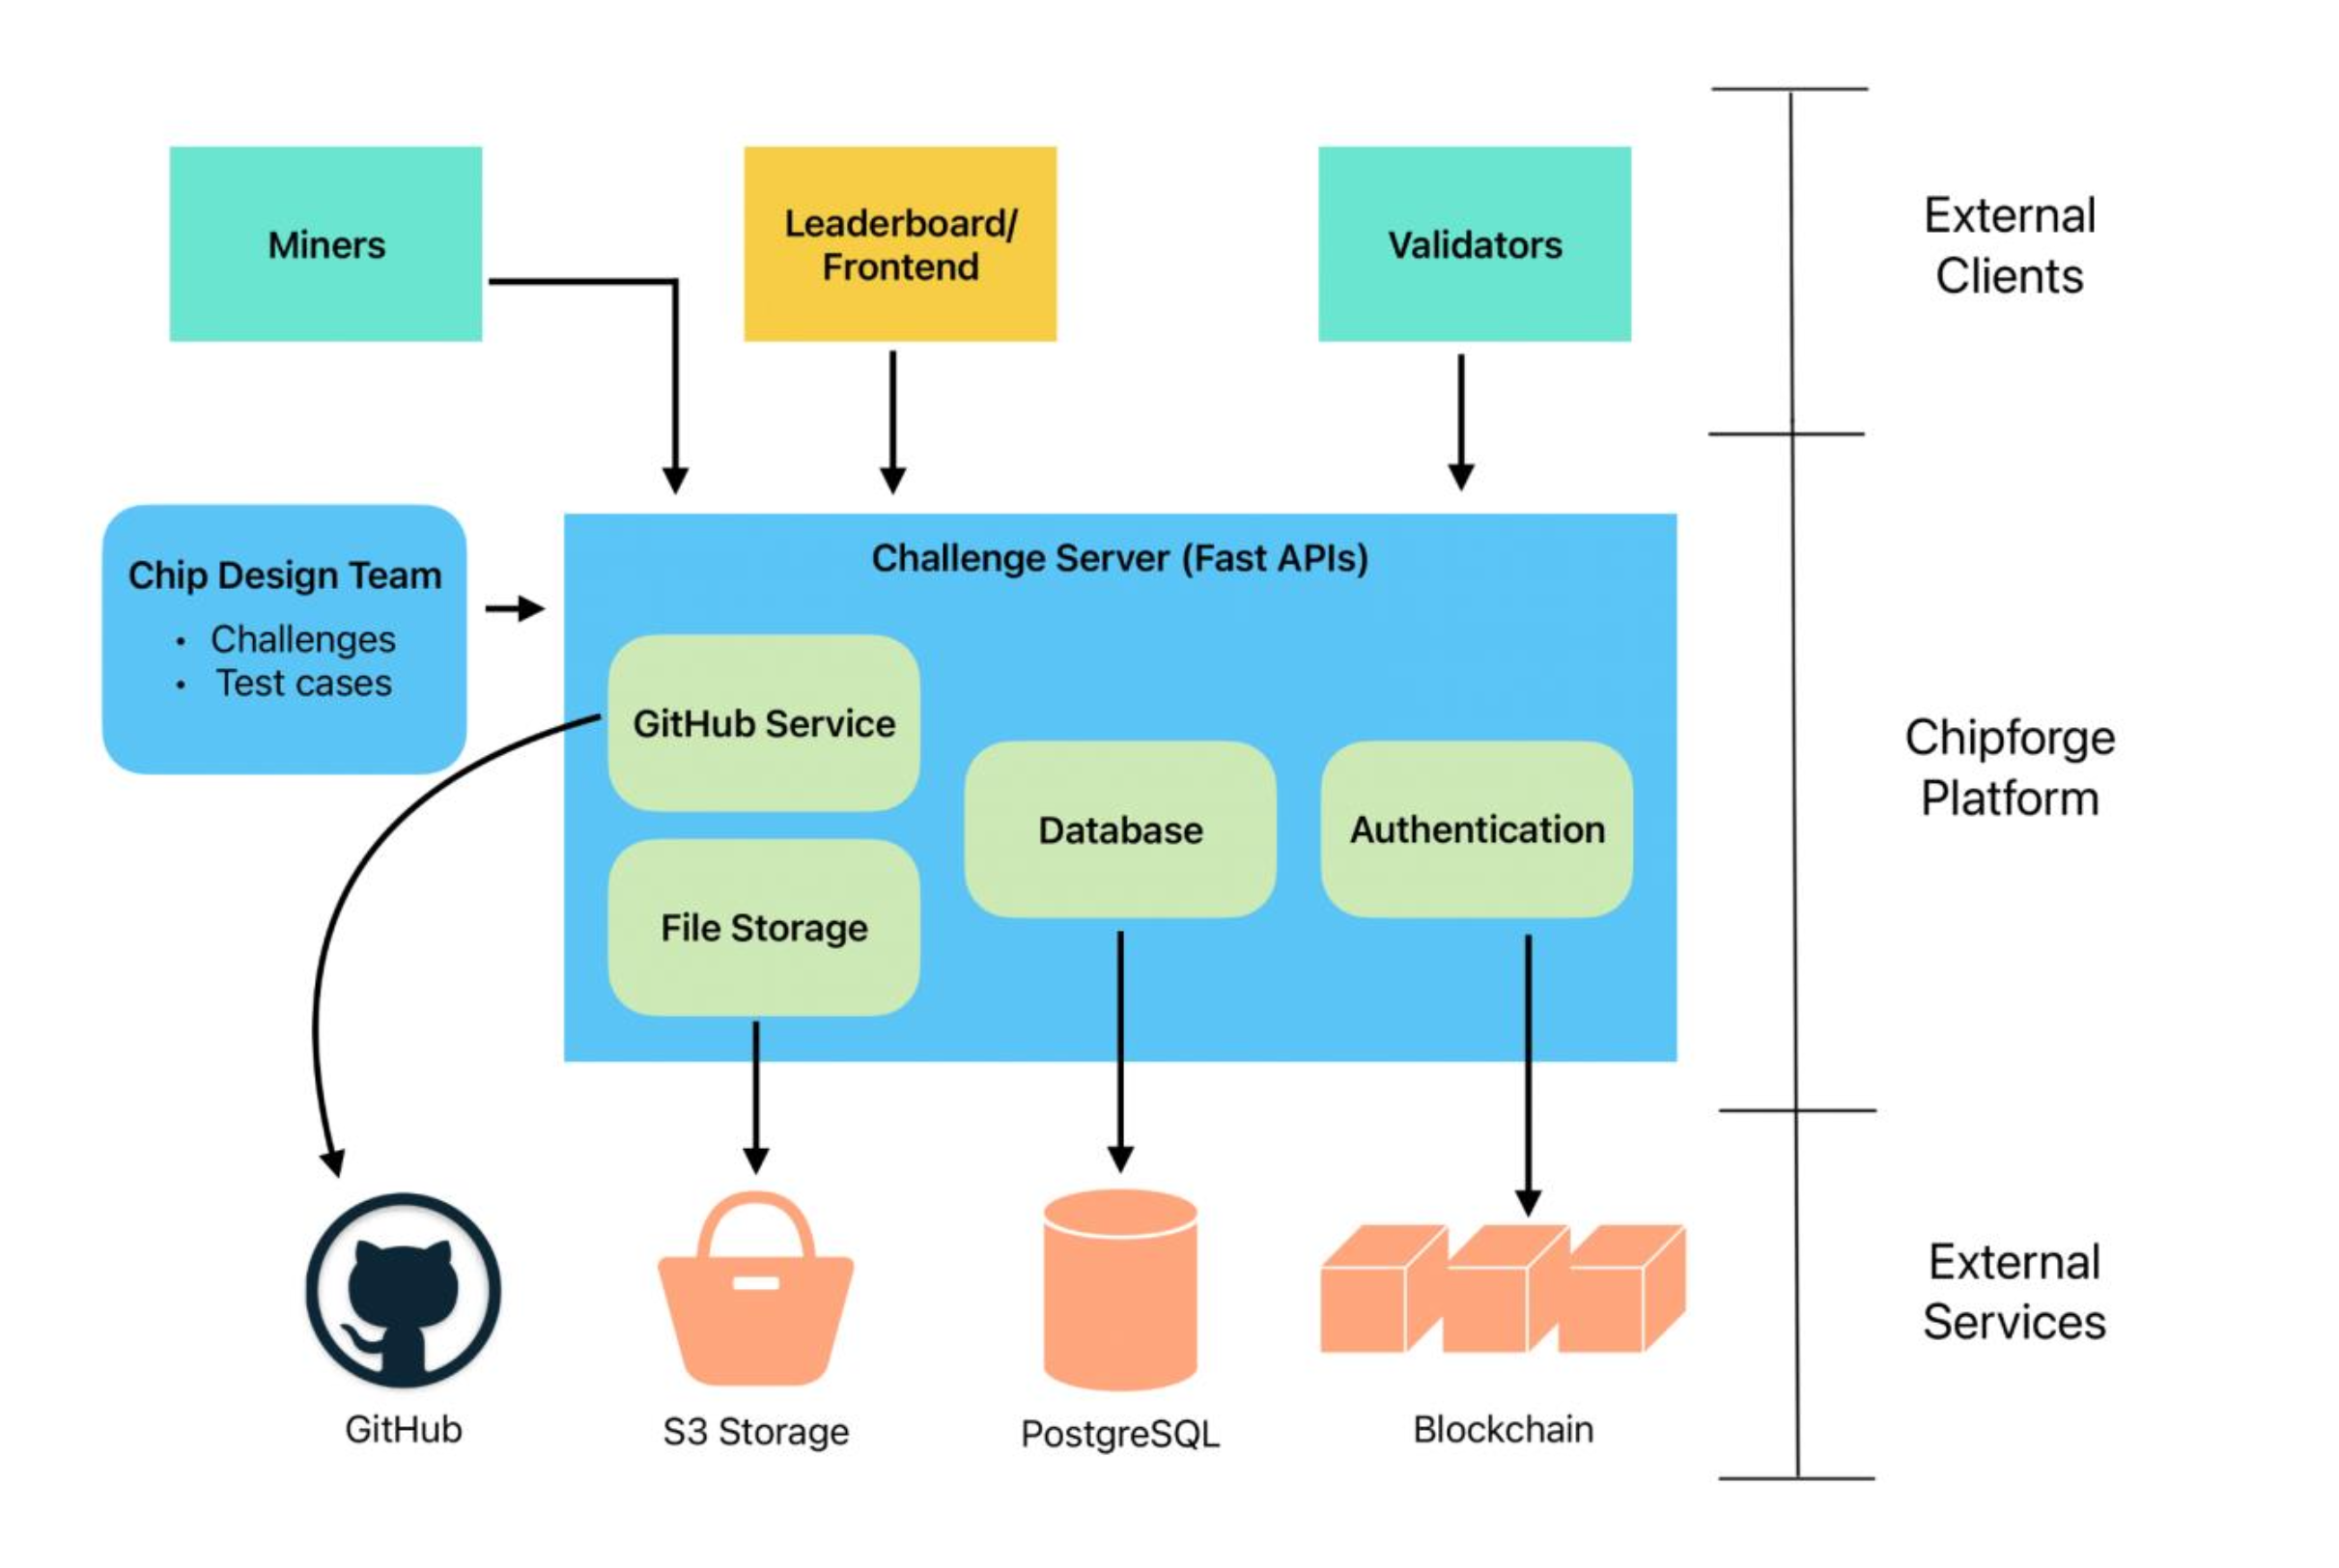 Miners
Leaderboard/
Frontend
Validators
External
Clients
Chip Design Team
• Challenges
• Test cases
Challenge Server (Fast APIs)
GitHub Service
File Storage
Database
Authentication
Chipforge
Platform
GitHub
S3 Storage
PostgreSQL
Blockchain
External
Services